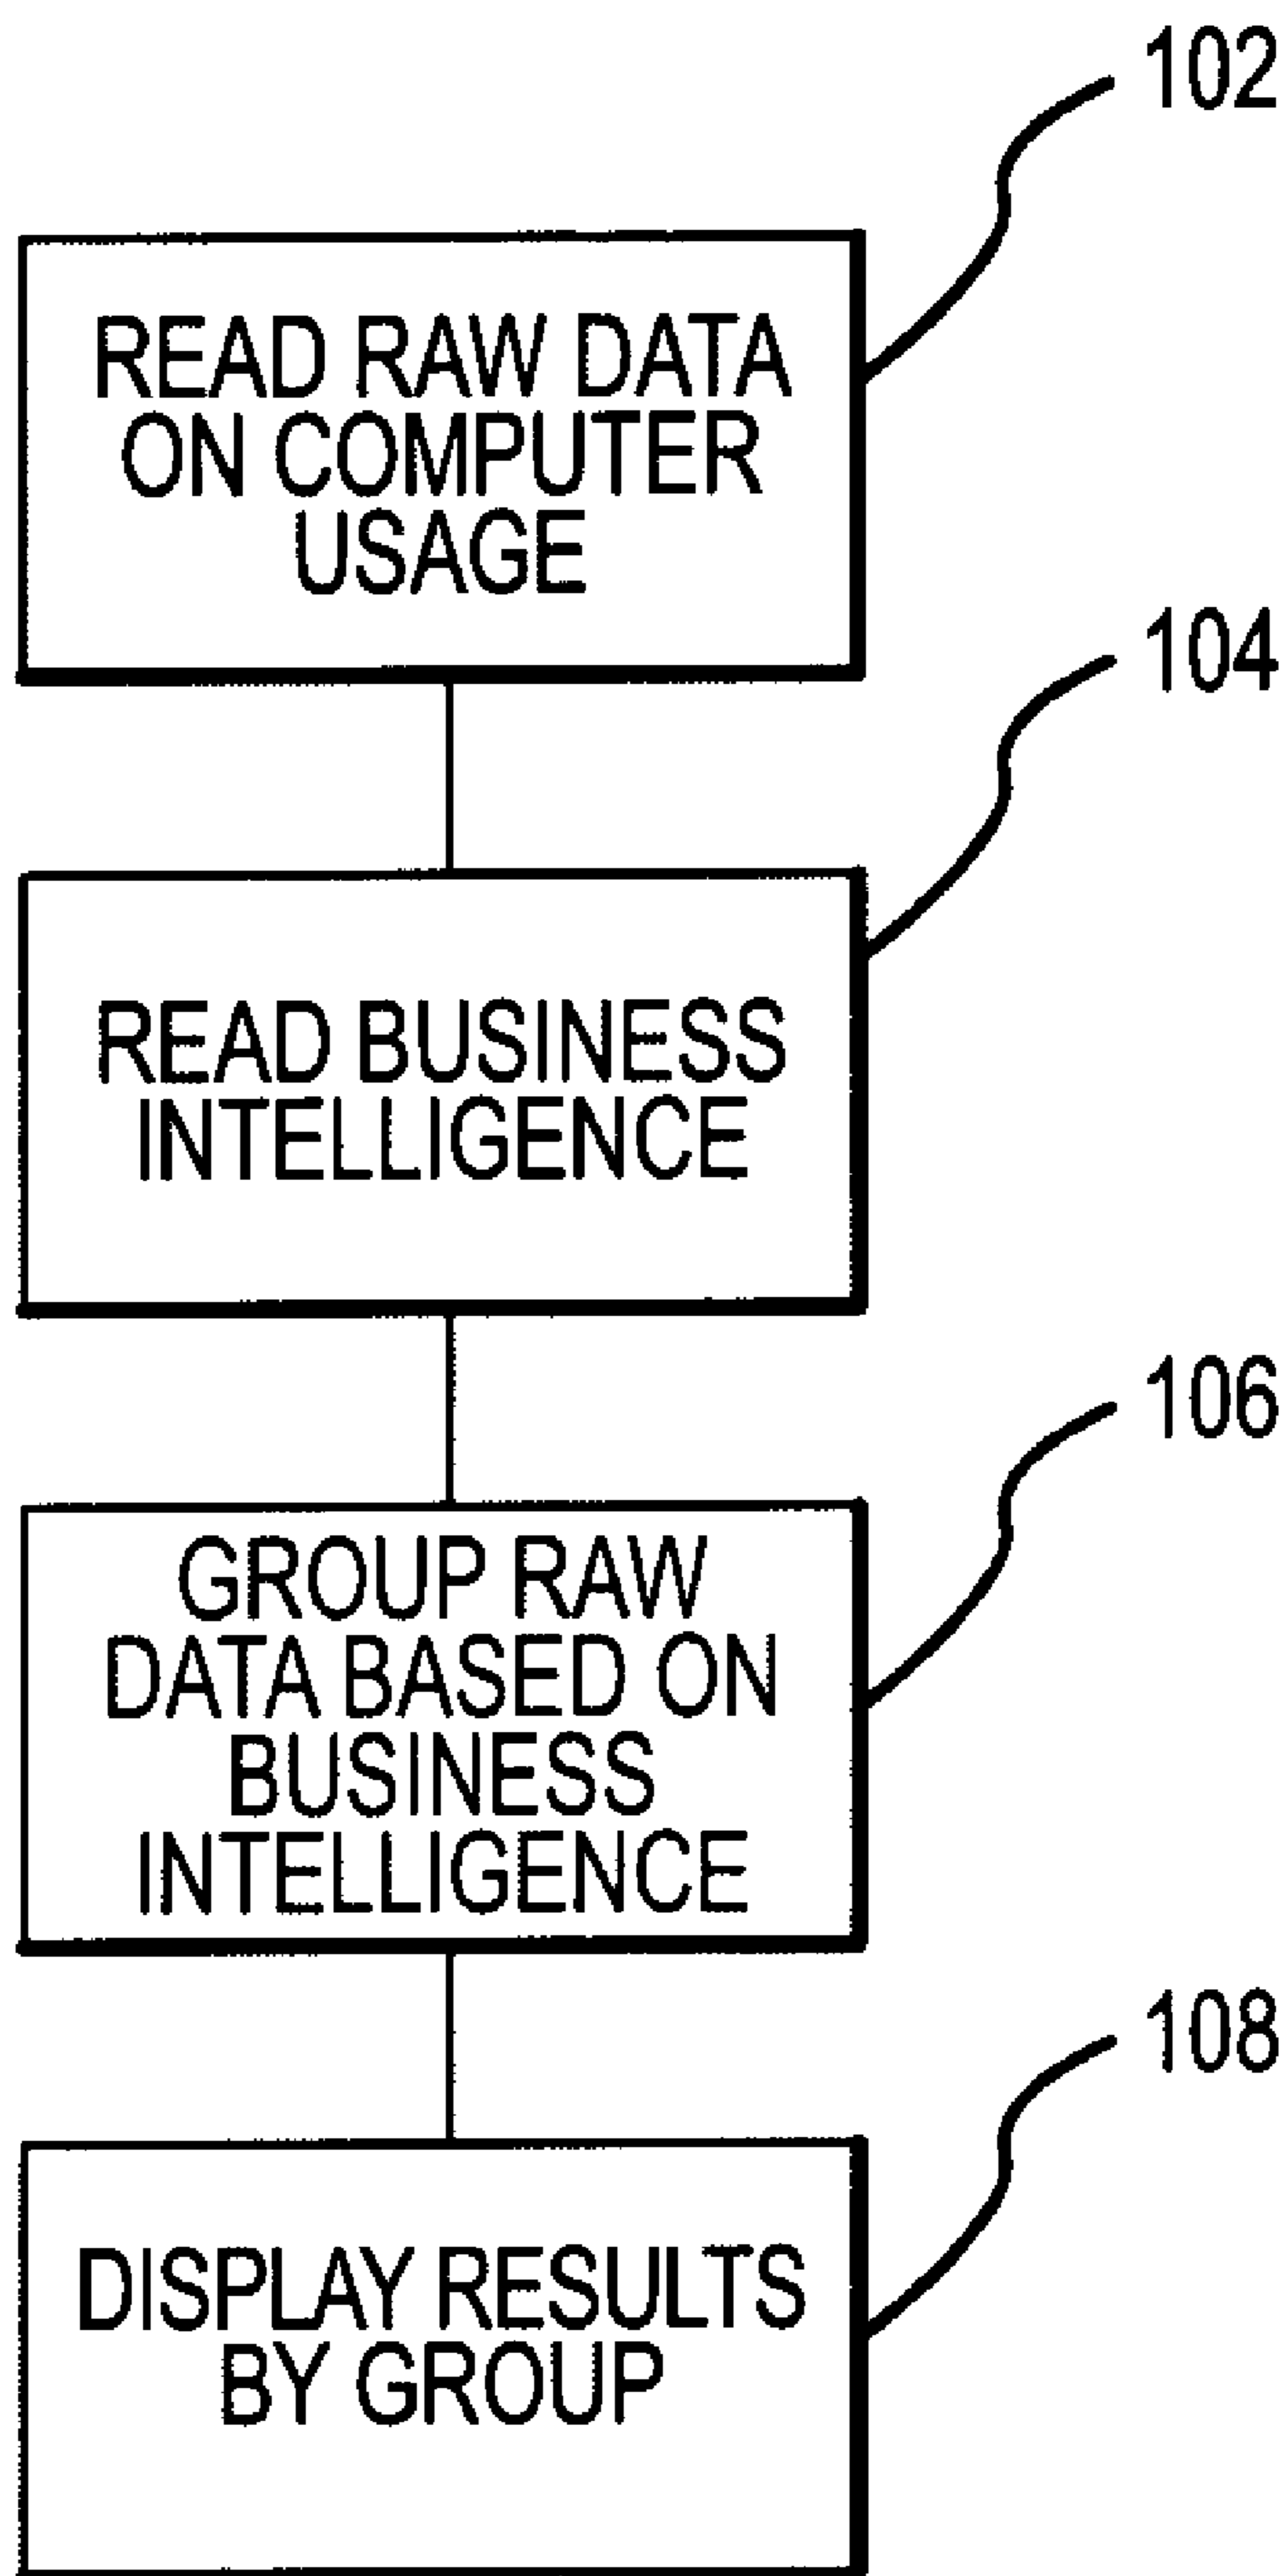 102
READ RAW DATA
ON COMPUTER
USAGE
104
READ BUSINESS
INTELLIGENCE
106
GROUP RAW
DATA BASED ON
BUSINESS
INTELLIGENCE
108
DISPLAY RESULTS
BY GROUP